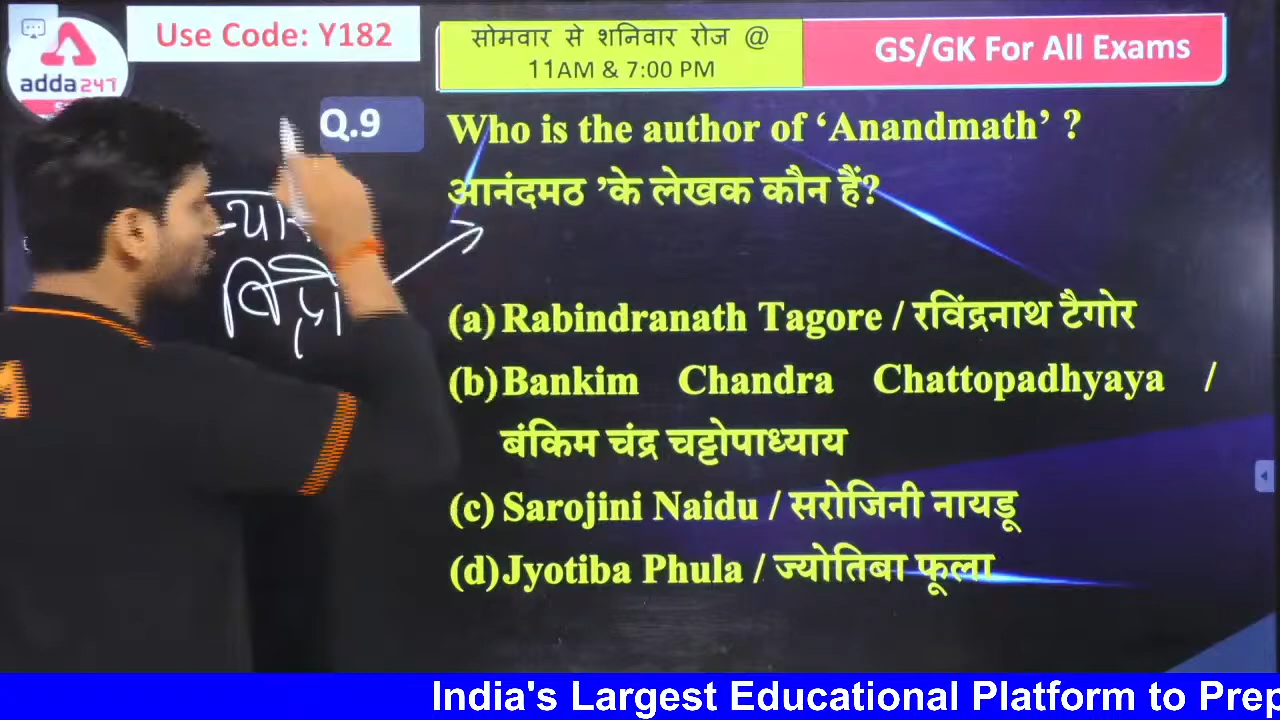 adda247
Use Code: Y182
सोमवार से शनिवार रोज @
11AM & 7:00 PM
GS/GK For All Exams
Q.9
Who is the author of ‘Anandmath’ ?
आनंदमठ ’के लेखक कौन हैं?
(a) Rabindranath Tagore / रविंद्रनाथ टैगोर
(b) Bankim Chandra Chattopadhyaya /
बंकिम चंद्र चट्टोपाध्याय
(c) Sarojini Naidu / सरोजिनी नायडू
(d) Jyotiba Phula / ज्योतिबा फूला
India's Largest Educational Platform to Prep